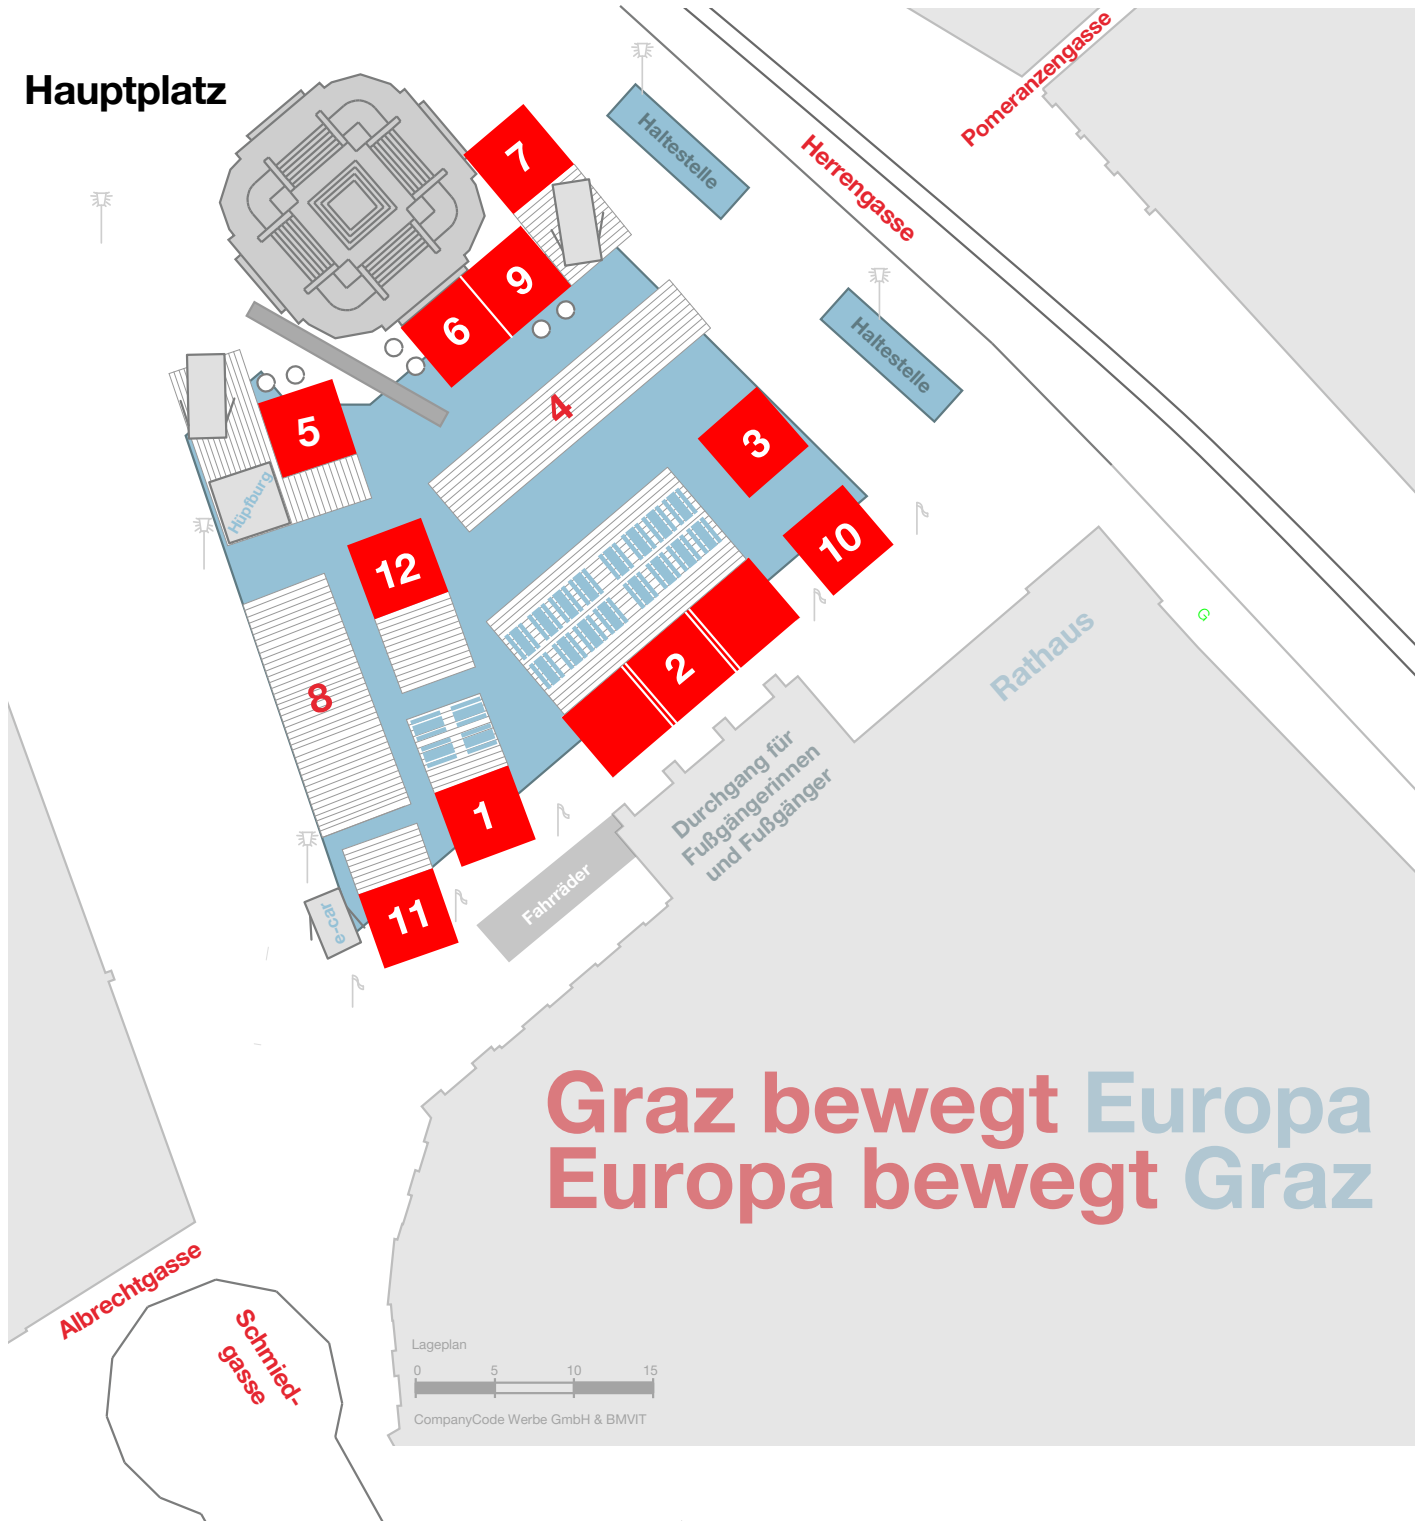 Hauptplatz
Pomeranzengasse
Herrengasse
Haltestelle
Haltestelle
7
9
6
5
4
3
10
Hüpfburg
12
2
8
1
11
e-car
Rathaus
G
Durchgang für
Fußgängerinnen
und Fußgänger
Fahrräder
Graz bewegt Europa
Europa bewegt Graz
Albrechtgasse
Schmied-
gasse
Lageplan
0 5 10 15
CompanyCode Werbe GmbH & BMVIT